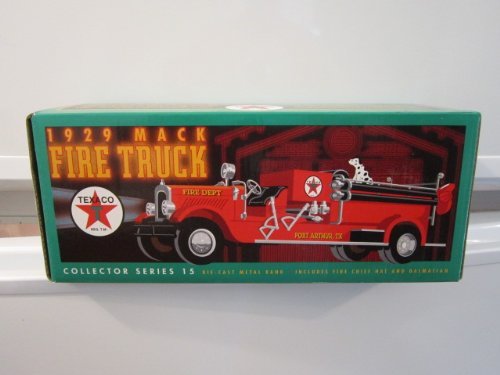 1929 MACK
FIRE TRUCK
TEXACO
REG. T.M.
FIRE DEPT
PORT ARTHUR, TX
COLLECTOR SERIES 15 DIE CAST METAL BANK INCLUDES FIRE CHIEF HAT AND DALMATIAN